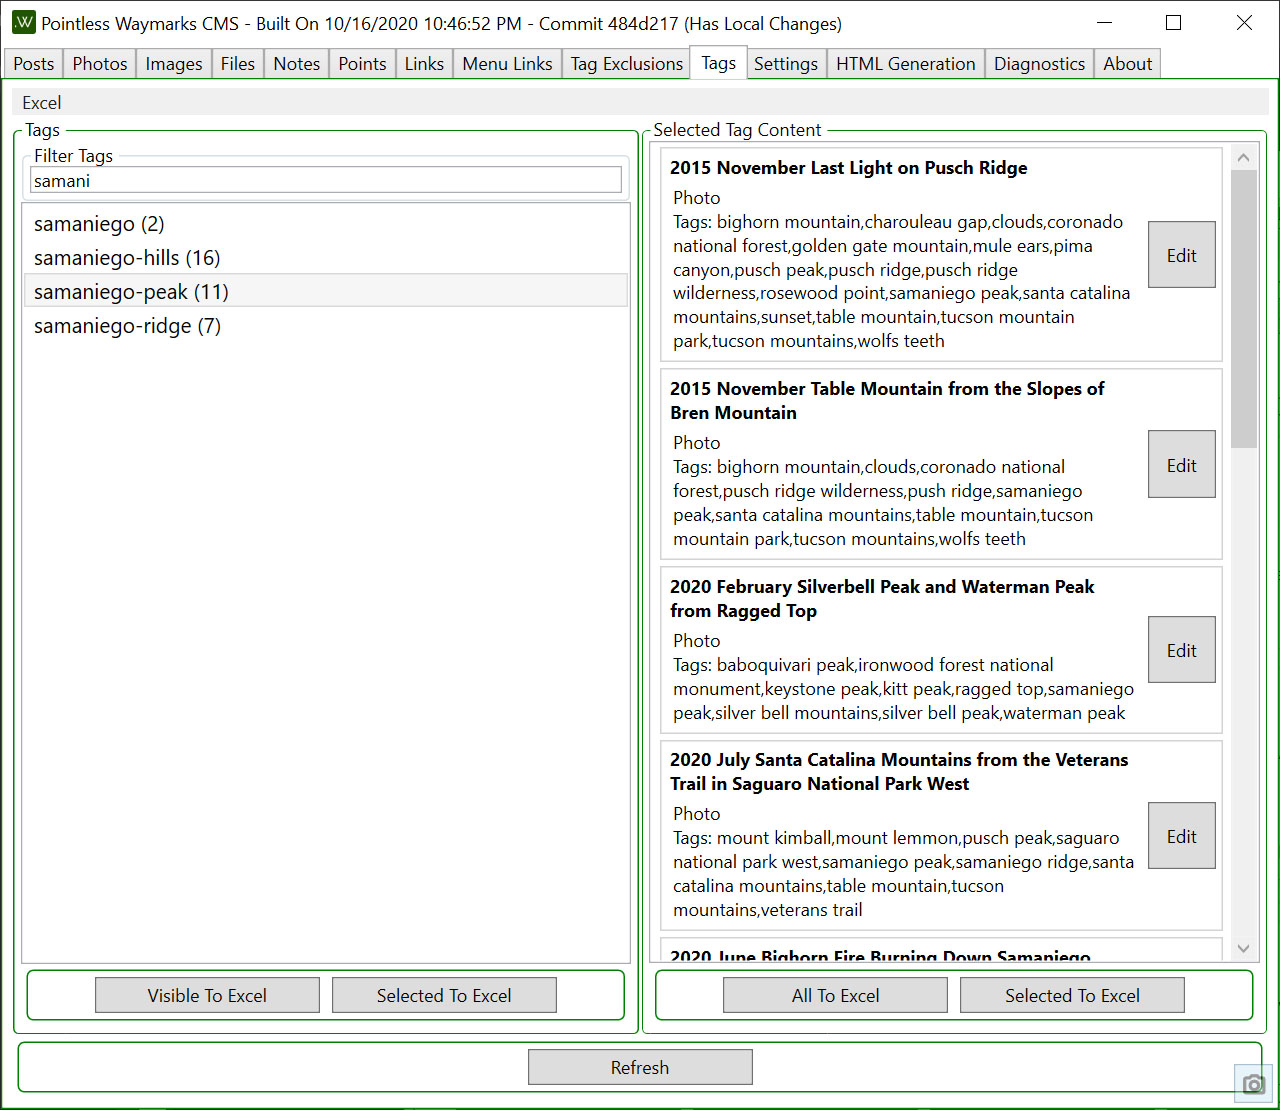 .W Pointless Waymarks CMS - Built On 10/16/2020 10:46:52 PM - Commit 484d217 (Has Local Changes)
Posts Photos Images Files Notes Points Links Menu Links Tag Exclusions Tags Settings HTML Generation Diagnostics About
Excel
Tags
Filter Tags
samani
samaniego (2)
samaniego-hills (16)
samaniego-peak (11)
samaniego-ridge (7)
Visible To Excel Selected To Excel
Selected Tag Content
2015 November Last Light on Pusch Ridge
Photo
Tags: bighorn mountain,charouleau gap,clouds,coronado
national forest,golden gate mountain,mule ears,pima
canyon,pusch peak,pusch ridge,pusch ridge
wilderness,rosewood point,samaniego peak,santa catalina
mountains,sunset,table mountain,tucson mountain
park,tucson mountains,wolfs teeth
Edit
2015 November Table Mountain from the Slopes of
Bren Mountain
Photo
Tags: bighorn mountain,clouds,coronado national
forest,pusch ridge wilderness,push ridge,samaniego
peak,santa catalina mountains,table mountain,tucson
mountain park,tucson mountains,wolfs teeth
Edit
2020 February Silverbell Peak and Waterman Peak
from Ragged Top
Photo
Tags: baboquivari peak,ironwood forest national
monument,keystone peak,kitt peak,ragged top,samaniego
peak,silver bell mountains,silver bell peak,waterman peak
Edit
2020 July Santa Catalina Mountains from the Veterans
Trail in Saguaro National Park West
Photo
Tags: mount kimball,mount lemmon,pusch peak,saguaro
national park west,samaniego peak,samaniego ridge,santa
catalina mountains,table mountain,tucson
mountains,veterans trail
Edit
2020 June Bighorn Fire Burning Down Samaniego
All To Excel Selected To Excel
Refresh